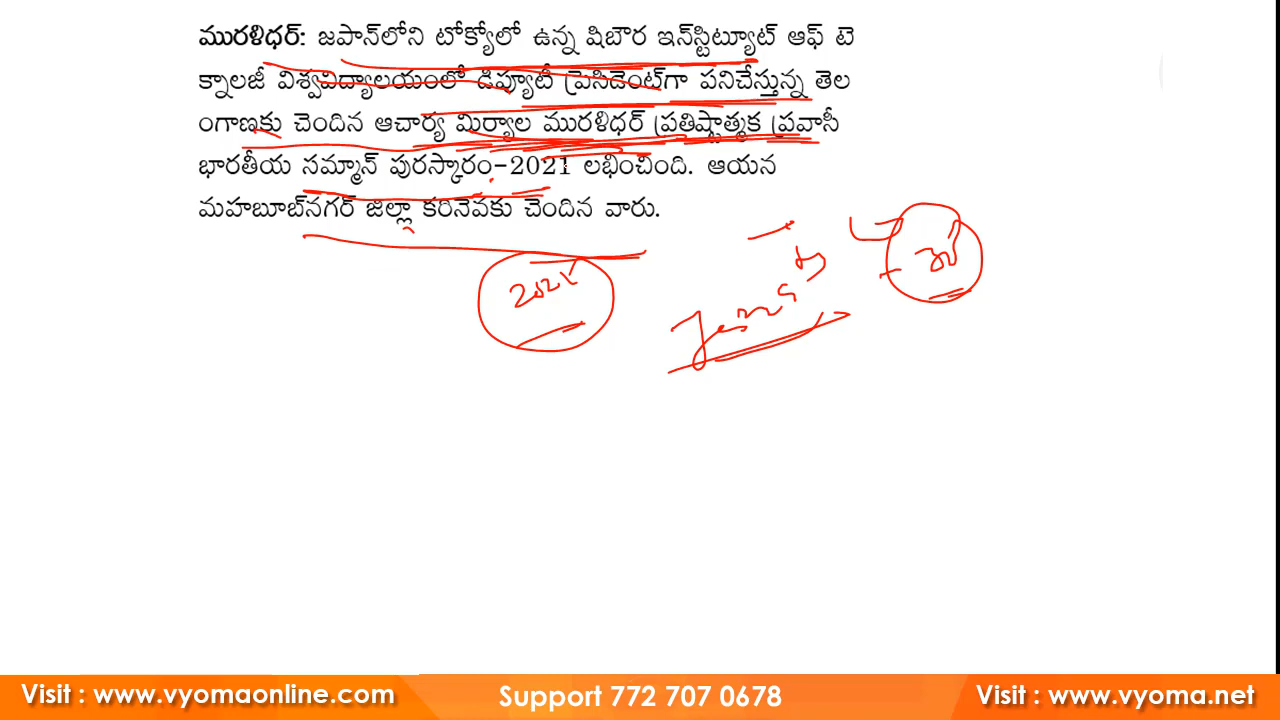 మురళిధర్: జపాన్‌లోని టోక్యోలో ఉన్న షిబౌర ఇన్‌స్టిట్యూట్ ఆఫ్ టె
క్నాలజీ విశ్వవిద్యాలయంలో డిప్యూటీ ప్రెసిడెంట్‌గా పనిచేస్తున్న తెల
ంగాణకు చెందిన ఆచార్య మిర్యాల మురళిధర్ ప్రతిష్టాత్మక ప్రవాసీ
భారతీయ సమ్మాన్ పురస్కారం-2021 లభించింది. ఆయన
మహబూబ్‌నగర్ జిల్లా కరినెవకు చెందిన వారు.
2021
Visit : www.vyomaonline.com Support 772 707 0678 Visit : www.vyoma.net